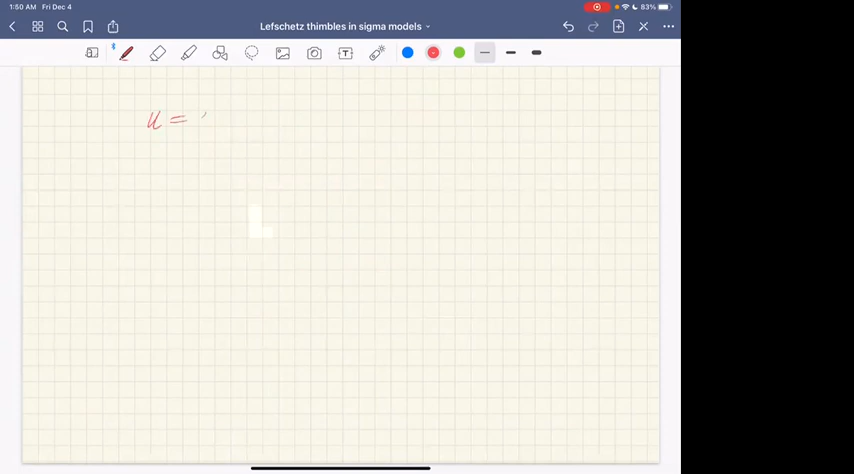 1:50 AM Fri Dec 4
83%
Lefschetz thimbles in sigma models
T
u =